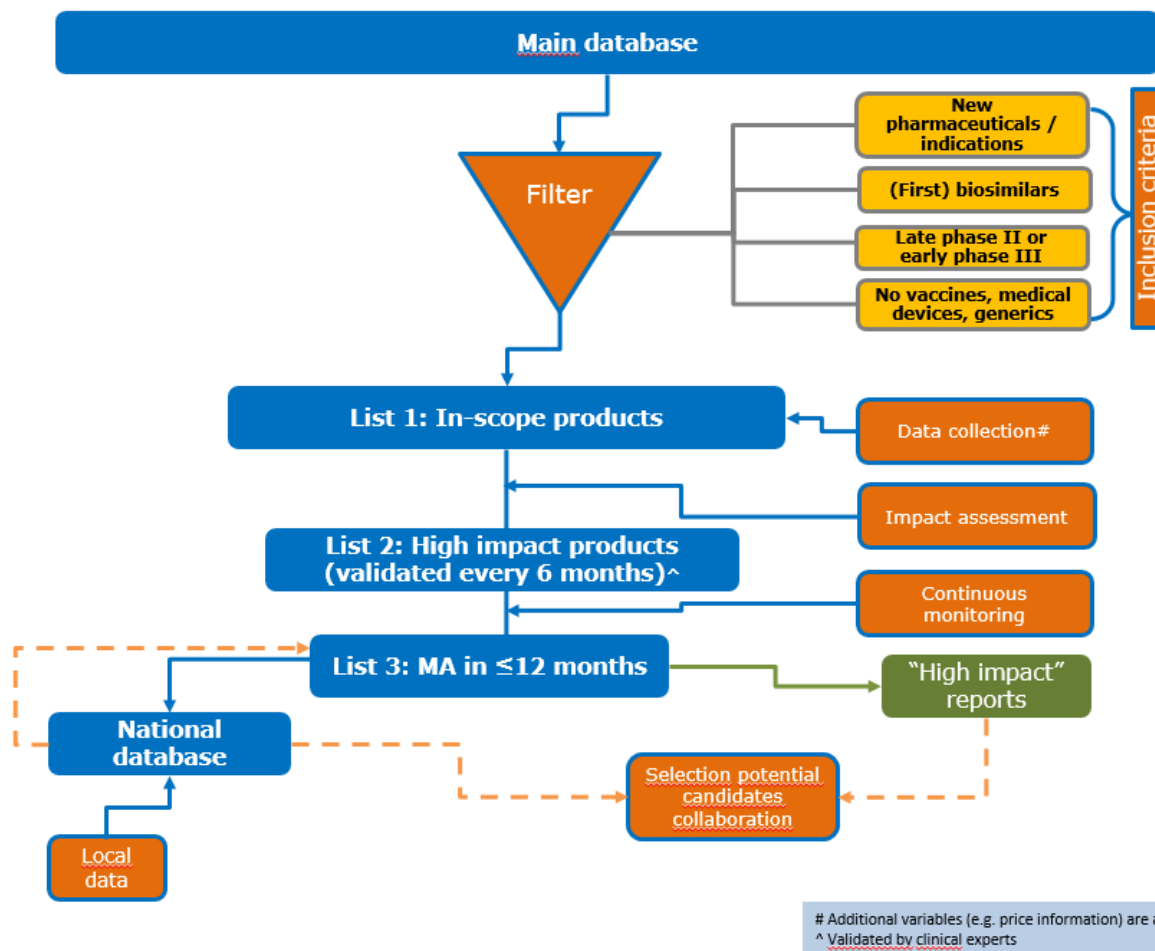 Main database
Filter
New
pharmaceuticals /
indications
(First) biosimilars
Late phase II or
early phase III
No vaccines, medical
devices, generics
Inclusion criteria
List 1: In-scope products
Data collection#
Impact assessment
List 2: High impact products
(validated every 6 months)^
Continuous
monitoring
List 3: MA in ≤12 months
"High impact"
reports
National
database
Selection potential
candidates
collaboration
Local
data
# Additional variables (e.g. price information) are
^ Validated by clinical experts